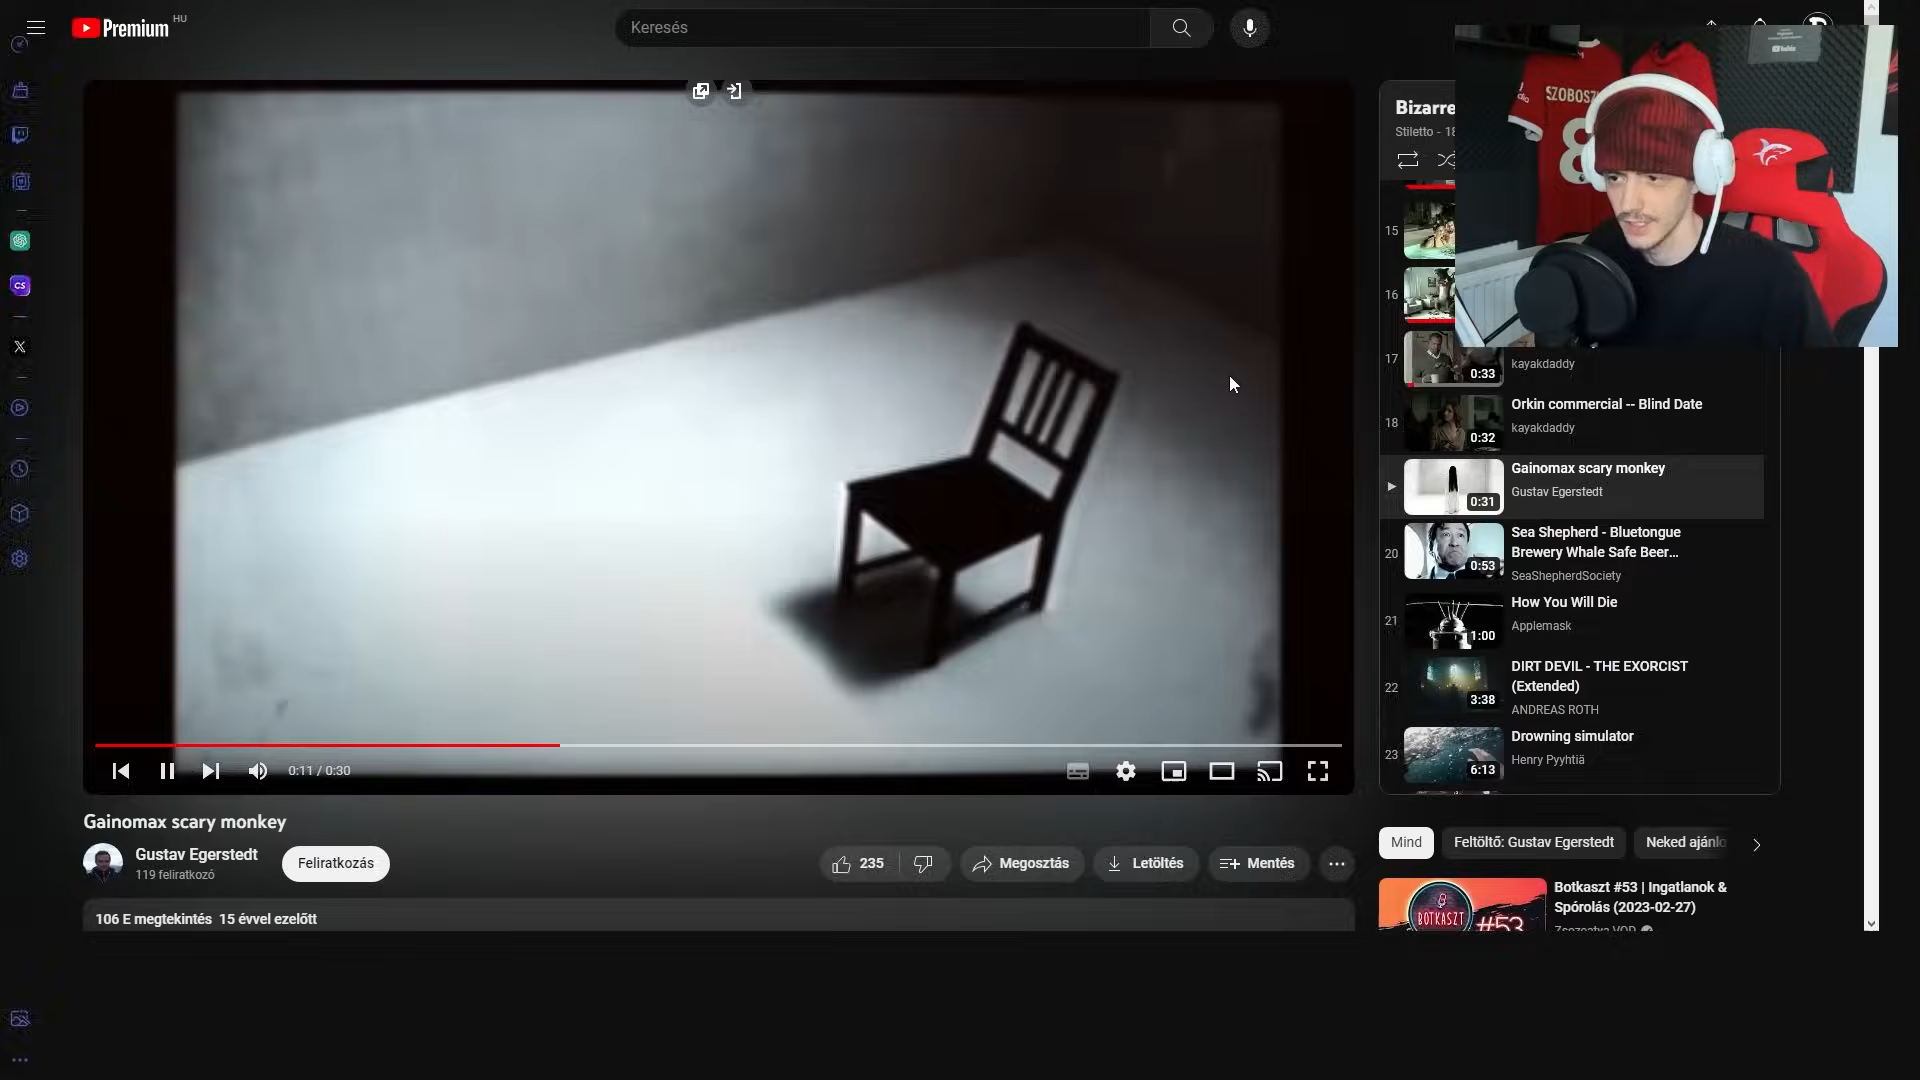 Premium HU
Keresés
SZOBOSZ
8
Bizarre
Stiletto - 18
15
16
17
0:33
kayakdaddy
18
0:32
Orkin commercial -- Blind Date
kayakdaddy
0:31
Gainomax scary monkey
Gustav Egerstedt
20
0:53
Sea Shepherd - Bluetongue
Brewery Whale Safe Beer...
SeaShepherdSociety
21
1:00
How You Will Die
Applemask
22
3:38
DIRT DEVIL - THE EXORCIST
(Extended)
ANDREAS ROTH
23
6:13
Drowning simulator
Henry Pyyhtiä
CS
0:11 / 0:30
Gainomax scary monkey
Gustav Egerstedt
119 feliratkozó
Feliratkozás
235
Megosztás
Letöltés
Mentés
106 E megtekintés 15 évvel ezelőtt
Mind
Feltöltő: Gustav Egerstedt
Neked ajánlo
BOTKASZT
#53
Botkaszt #53 | Ingatlanok &
Spórolás (2023-02-27)